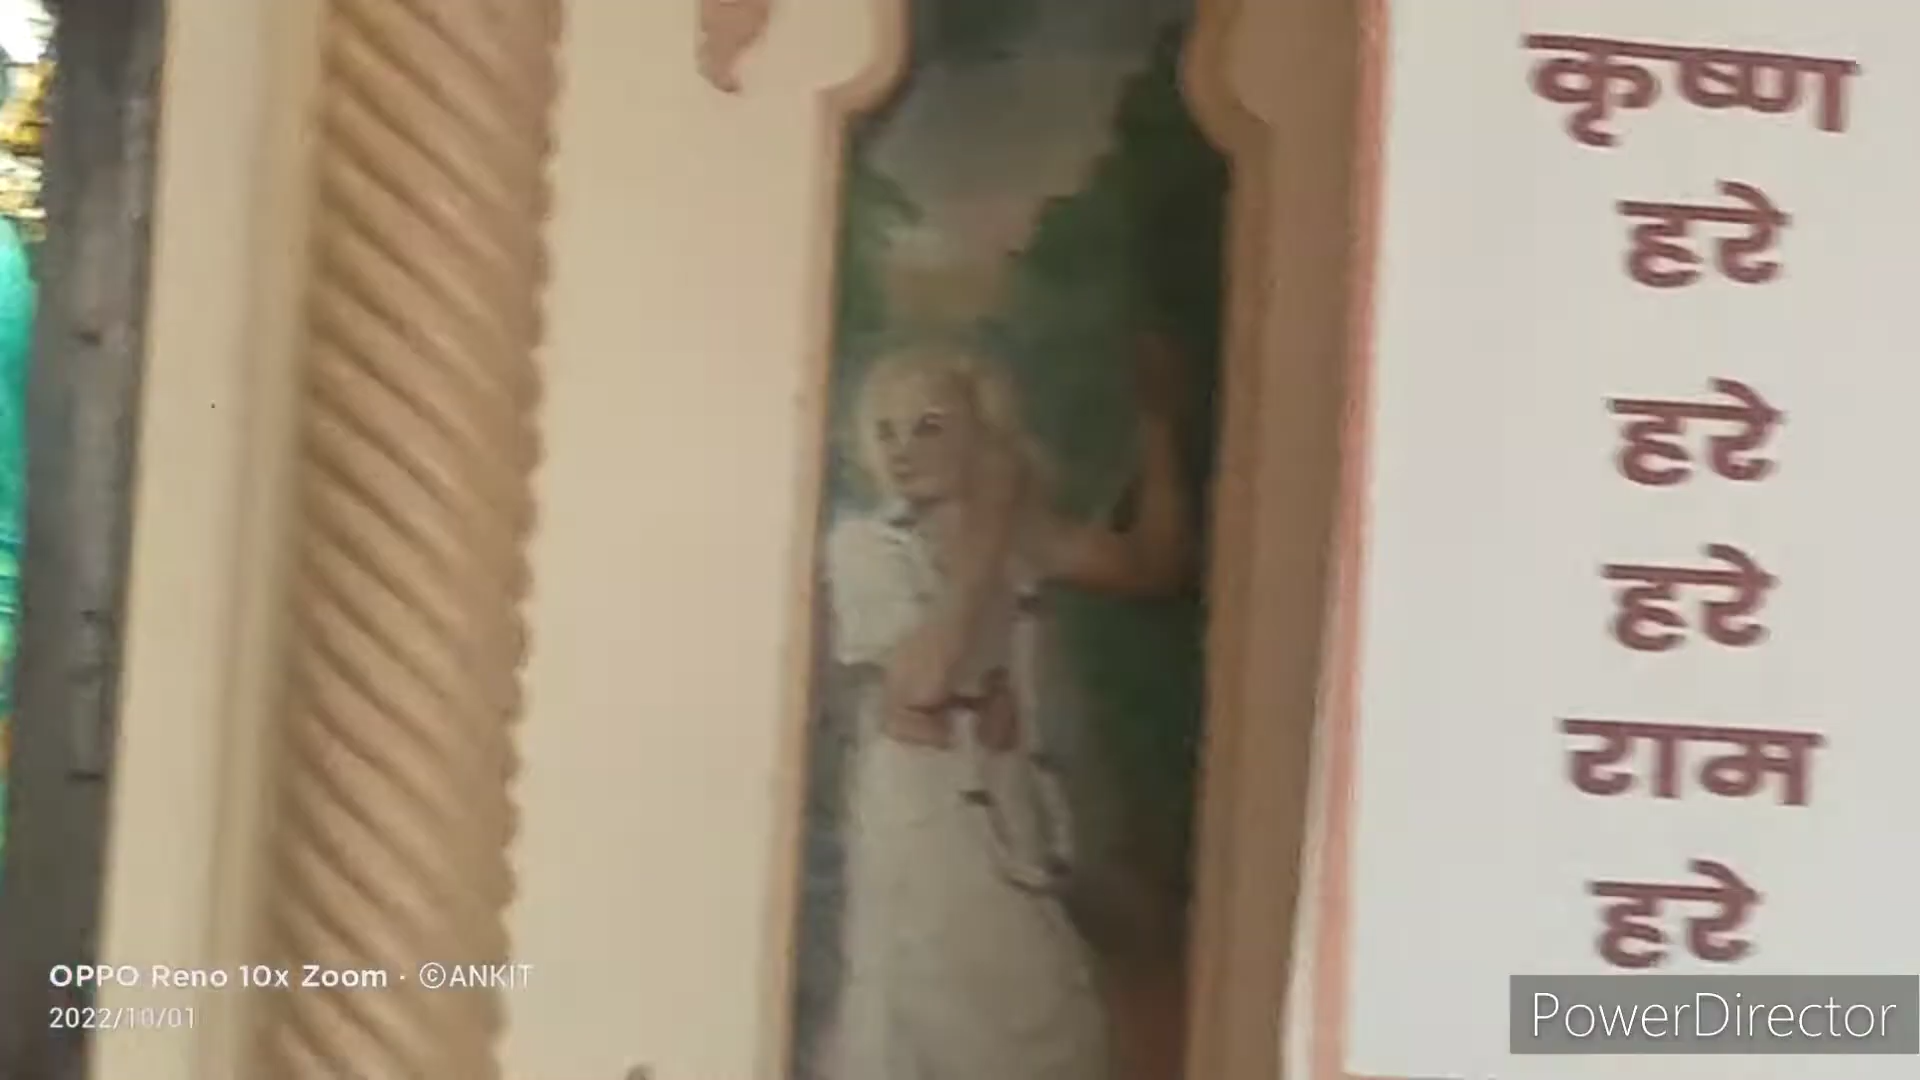 कृष्ण
हरे
हरे
हरे
राम
हरे
OPPO Reno 10x Zoom · ©ANKIT
2022/10/01
PowerDirector